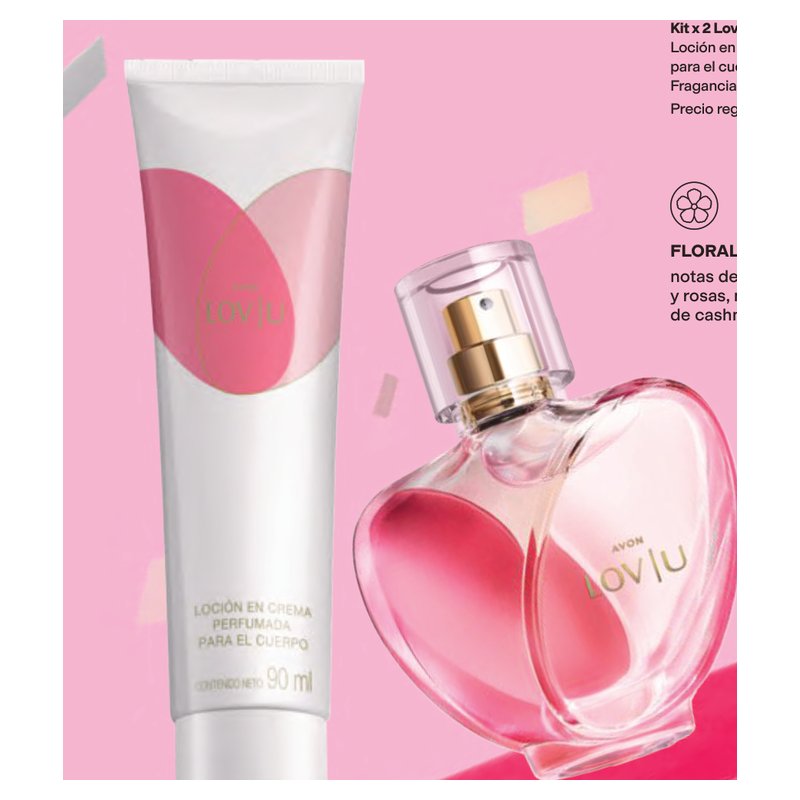 Kit x 2 Lov
Loción en
para el cue
Fragancia
Precio reg
FLORAL
notas de
y rosas,
de cashm
AVON
LOV|U
LOCIÓN EN CREMA
PERFUMADA
PARA EL CUERPO
CONTENIDO NETO 90 ml
AVON
LOV|U